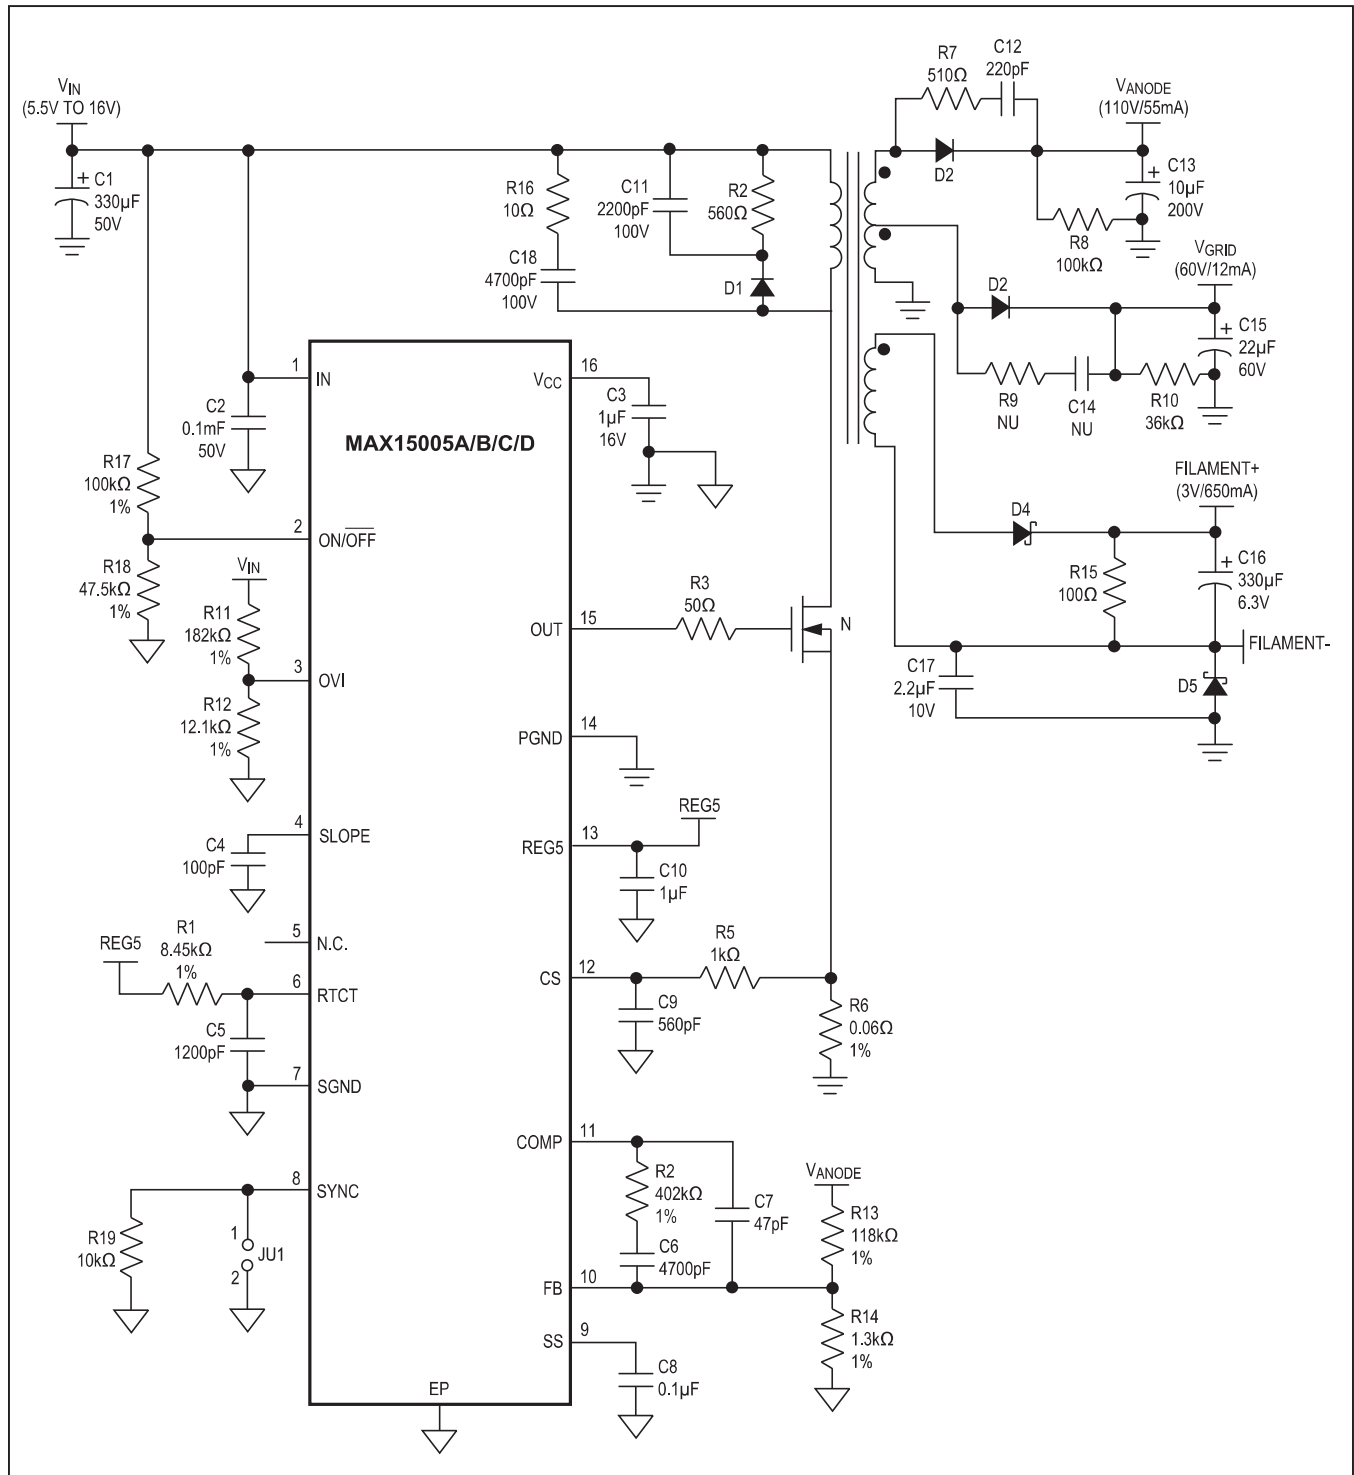 VIN
(5.5V TO 16V)
C1
330µF
50V
R16
10Ω
C18
4700pF
100V
C11
2200pF
100V
R2
560Ω
D1
R7
510Ω
C12
220pF
D2
VANODE
(110V/55mA)
C13
10µF
200V
R8
100kΩ
VGRID
(60V/12mA)
D2
C15
22µF
60V
R9
NU
C14
NU
R10
36kΩ
FILAMENT+
(3V/650mA)
D4
R15
100Ω
C16
330µF
6.3V
FILAMENT-
C17
2.2µF
10V
D5
MAX15005A/B/C/D
1
IN
C2
0.1mF
50V
R17
100kΩ
1%
2
ON/OFF
R18
47.5kΩ
1%
VIN
R11
182kΩ
1%
3
OVI
R12
12.1kΩ
1%
4
SLOPE
C4
100pF
5
N.C.
REG5
R1
8.45kΩ
1%
6
RTCT
C5
1200pF
7
SGND
8
SYNC
R19
10kΩ
1
JU1
2
EP
16
VCC
C3
1µF
16V
15
OUT
R3
50Ω
N
14
PGND
REG5
13
REG5
C10
1µF
12
CS
R5
1kΩ
C9
560pF
R6
0.06Ω
1%
11
COMP
R2
402kΩ
1%
C6
4700pF
C7
47pF
VANODE
R13
118kΩ
1%
10
FB
R14
1.3kΩ
1%
9
SS
C8
0.1µF